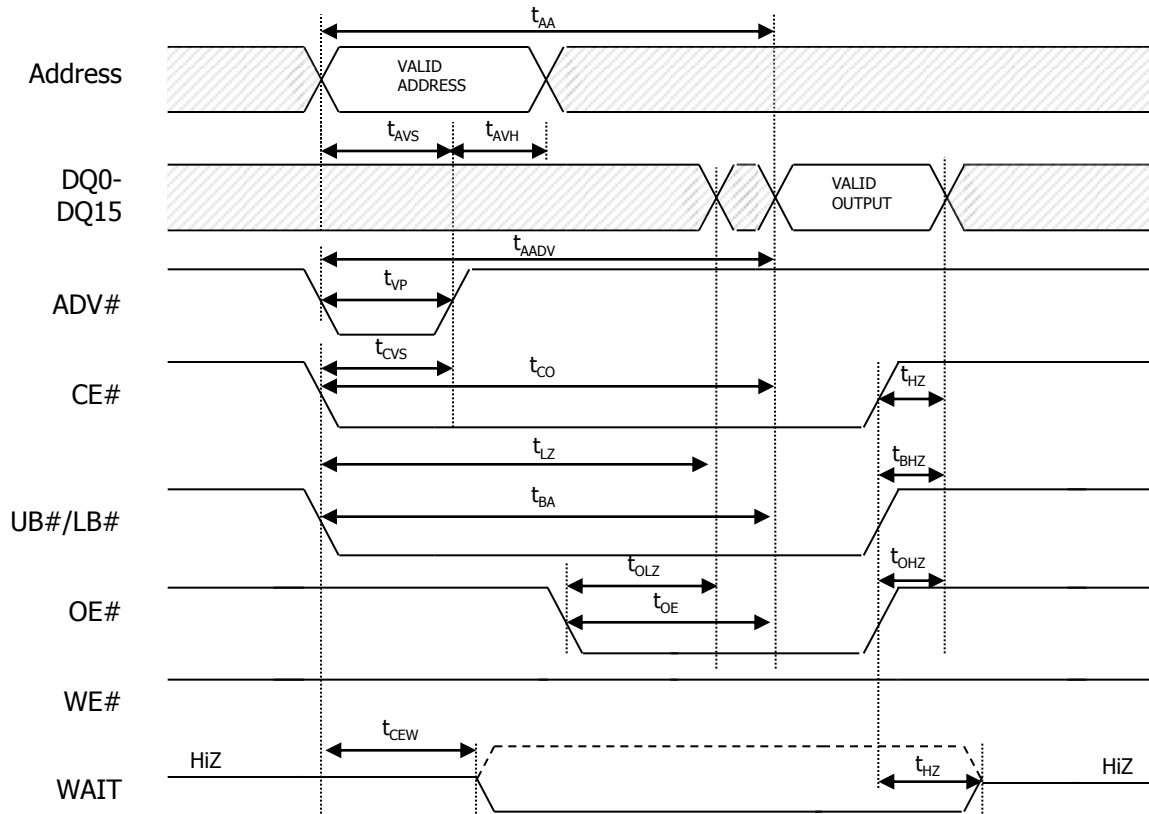 tAA
Address
VALID
ADDRESS
tAVS
tAVH
DQ0-
DQ15
VALID
OUTPUT
tAADV
ADV#
tVP
tCVS
tCO
CE#
tHZ
tLZ
tBHZ
UB#/LB#
tBA
tOLZ
tOHZ
OE#
tOE
WE#
tCEW
HiZ
WAIT
tHZ
HiZ